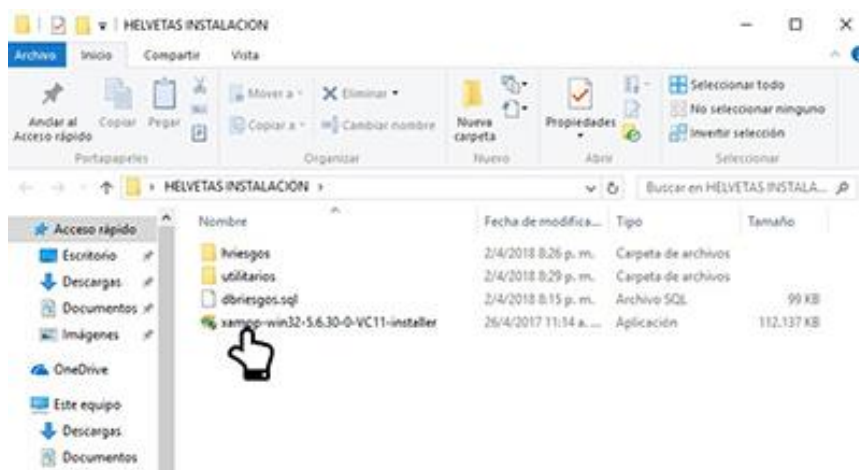 HELVETAS INSTALACION
Archivo Inicio Compartir Vista
Anclar al Acceso rápido
Copiar
Pegar
Mover a
Copiar a
Eliminar
Cambiar nombre
Nueva carpeta
Propiedades
Seleccionar todo
No seleccionar ninguno
Invertir selección
Portapapeles Organizar Nuevo Abrir Seleccionar
HELVETAS INSTALACION
Buscar en HELVETAS INSTALA...
Nombre Fecha de modifica... Tipo Tamaño
hriesgos 2/4/2018 8:26 p. m. Carpeta de archivos
utilitarios 2/4/2018 8:29 p. m. Carpeta de archivos
dbriesgos.sql 2/4/2018 8:15 p. m. Archivo SQL 99 KB
xampp-win32-5.6.30-0-VC11-installer 26/4/2017 11:14 a. ... Aplicación 112.137 KB
Acceso rápido
Escritorio
Descargas
Documentos
Imágenes
OneDrive
Este equipo
Descargas
Documentos